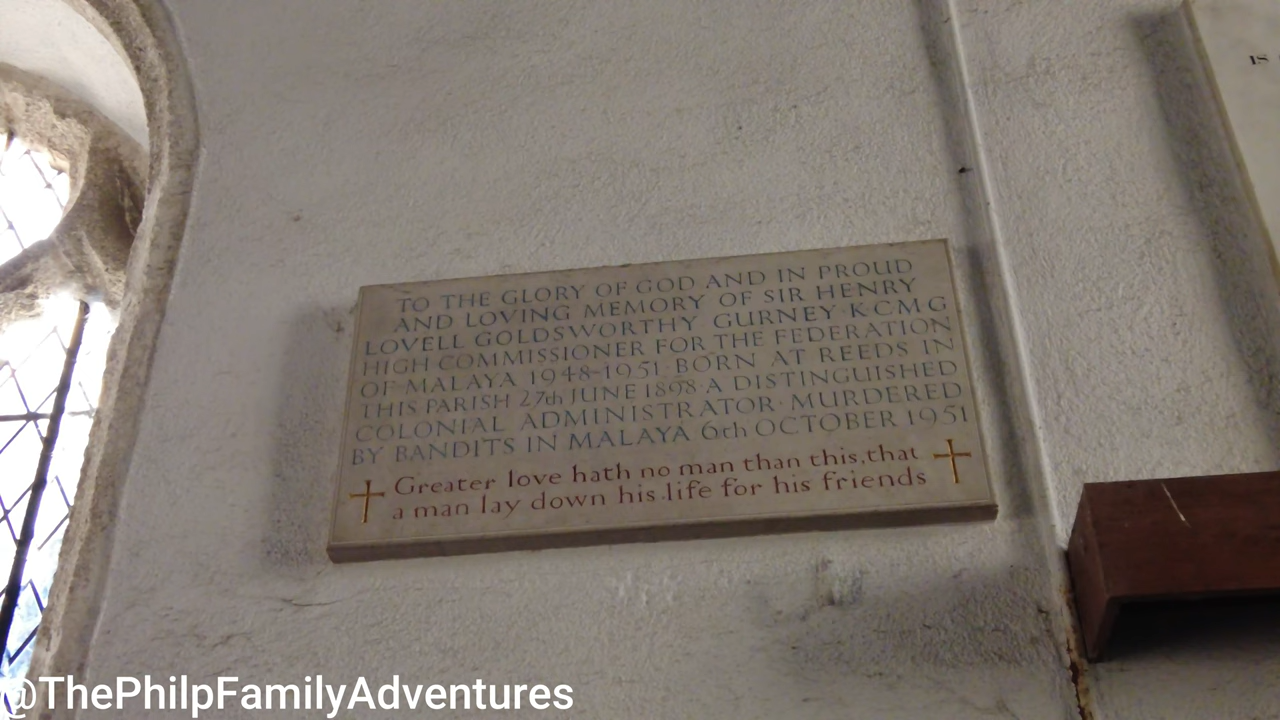 TO THE GLORY OF GOD AND IN PROUD
AND LOVING MEMORY OF SIR HENRY
LOVELL GOLDSWORTHY GURNEY·KCMG
HIGH COMMISSIONER FOR THE FEDERATION
OF MALAYA 1948-1951·BORN AT REEDS IN
THIS PARISH 27th JUNE 1898·A DISTINGUISHED
COLONIAL ADMINISTRATOR·MURDERED
BY BANDITS IN MALAYA 6th OCTOBER 1951
Greater love hath no man than this,that
a man lay down his life for his friends
IS
@ThePhilpFamilyAdventures